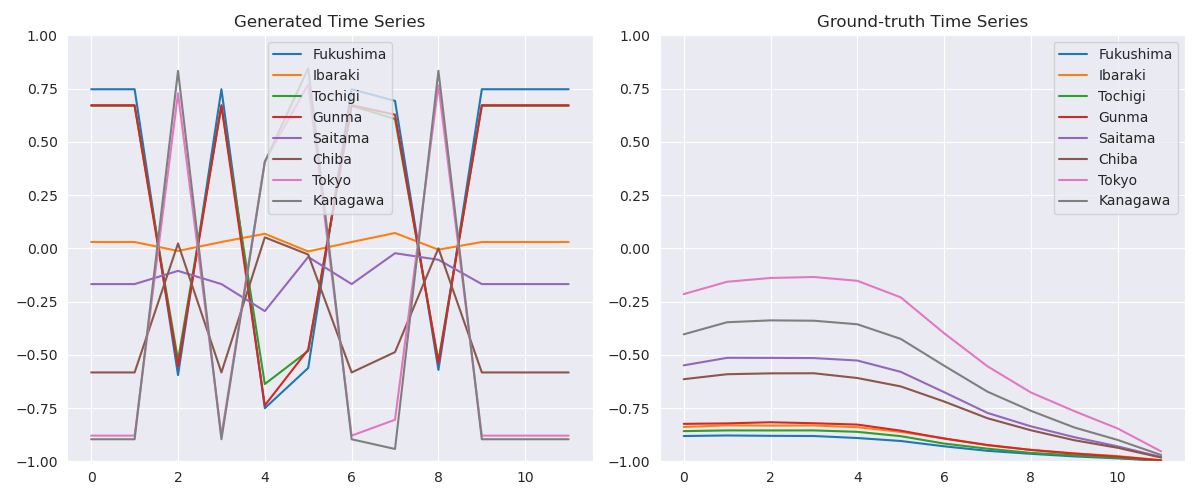 Generated Time Series
1.00
0.75
0.50
0.25
0.00
−0.25
−0.50
−0.75
−1.00
0 2 4 6 8 10
Fukushima
Ibaraki
Tochigi
Gunma
Saitama
Chiba
Tokyo
Kanagawa
Ground-truth Time Series
1.00
0.75
0.50
0.25
0.00
−0.25
−0.50
−0.75
−1.00
0 2 4 6 8 10
Fukushima
Ibaraki
Tochigi
Gunma
Saitama
Chiba
Tokyo
Kanagawa